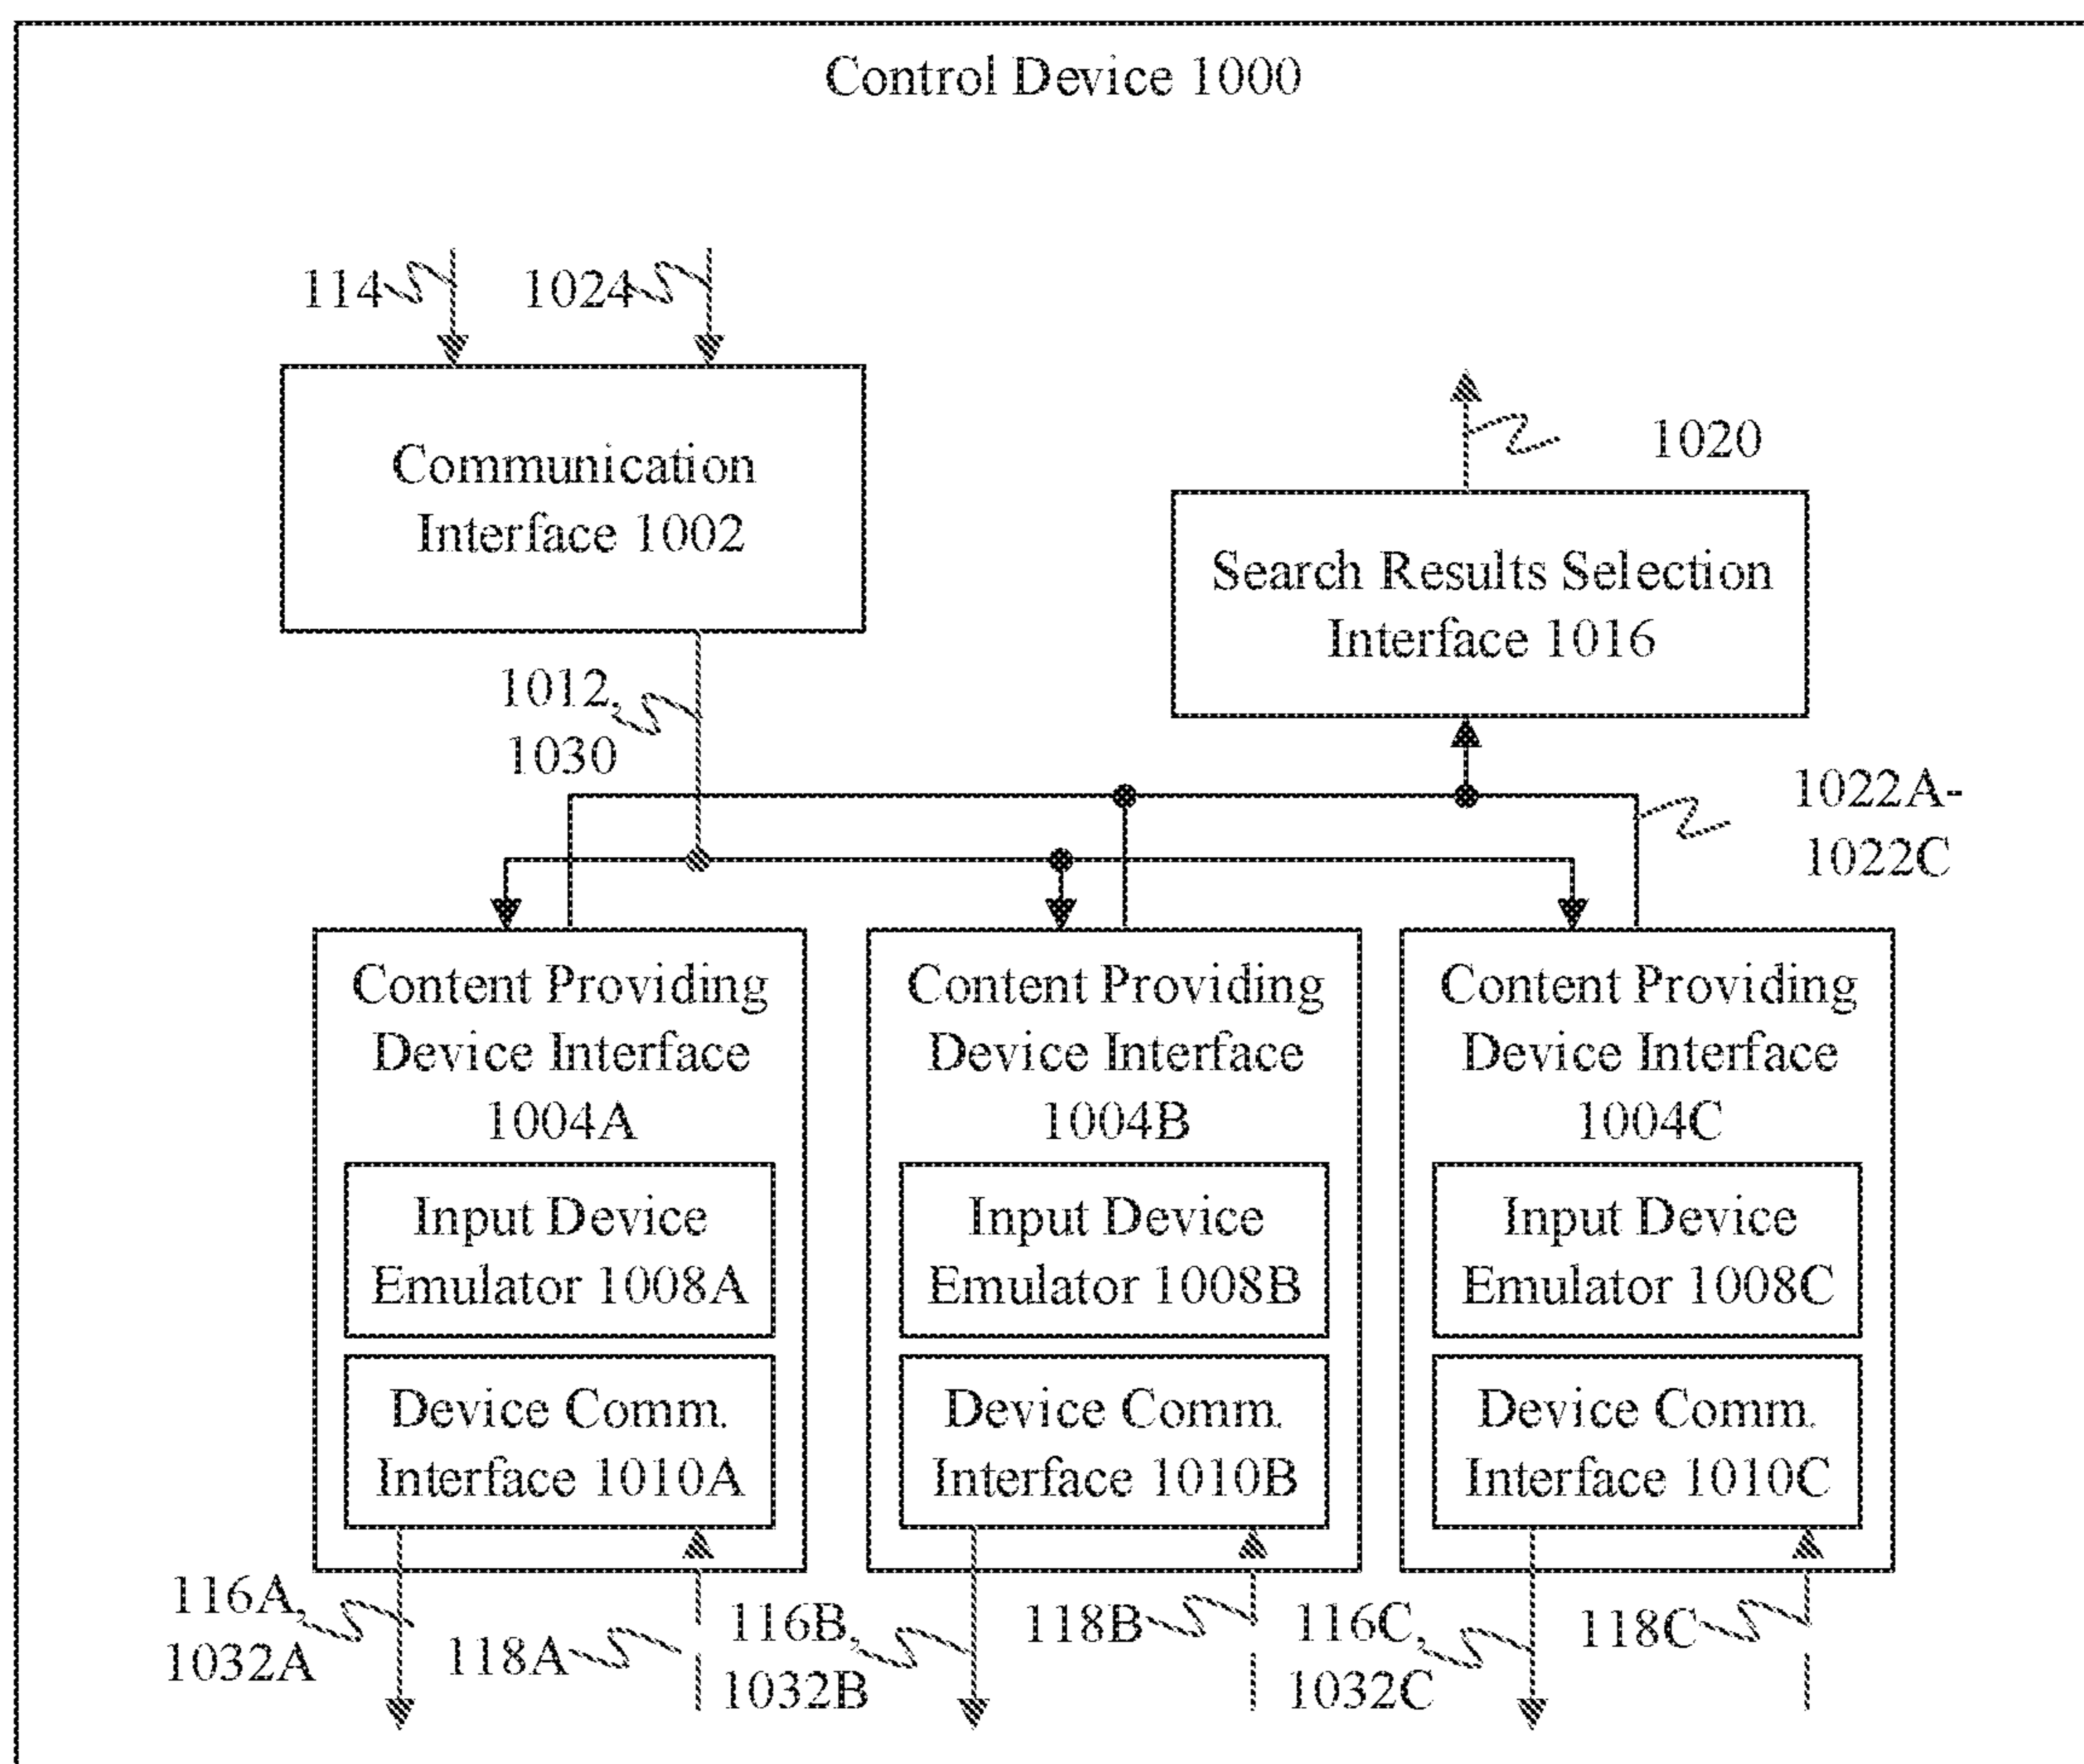 Control Device 1000
114
1024
Communication
Interface 1002
1020
Search Results Selection
Interface 1016
1012,
1030
1022A-
1022C
Content Providing
Device Interface
1004A
Input Device
Emulator 1008A
Device Comm.
Interface 1010A
Content Providing
Device Interface
1004B
Input Device
Emulator 1008B
Device Comm.
Interface 1010B
Content Providing
Device Interface
1004C
Input Device
Emulator 1008C
Device Comm.
Interface 1010C
116A,
1032A
118A
116B,
1032B
118B
116C,
1032C
118C